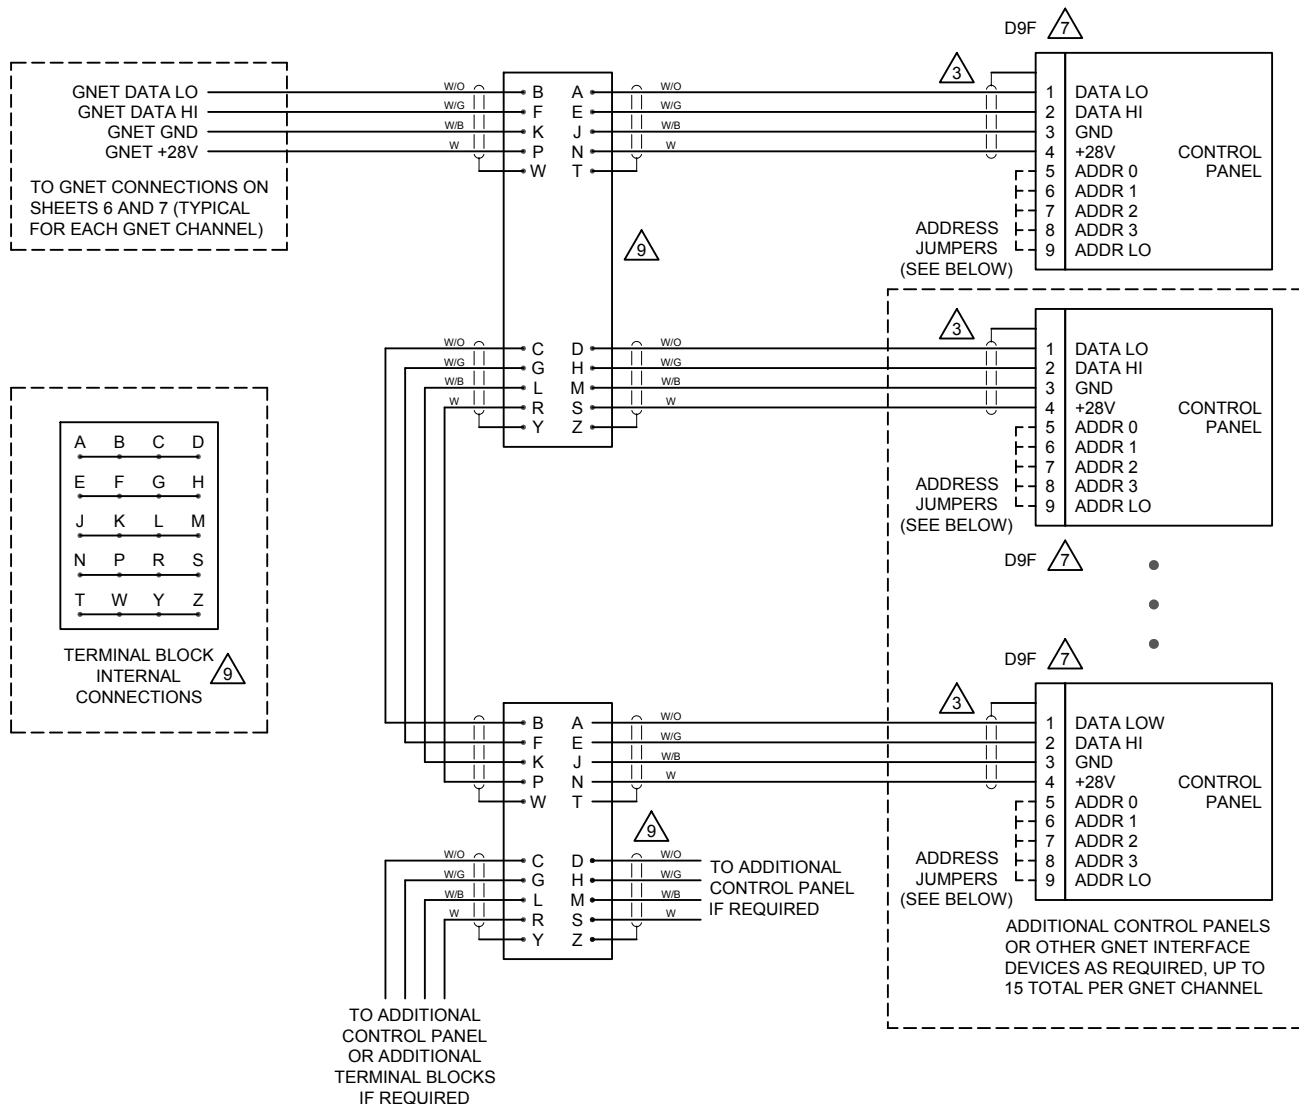 D9F 7
GNET DATA LO
GNET DATA HI
GNET GND
GNET +28V
TO GNET CONNECTIONS ON
SHEETS 6 AND 7 (TYPICAL
FOR EACH GNET CHANNEL)
W/O B A W/O
W/G F E W/G
W/B K J W/B
W P N W
W T
9
3
1 DATA LO
2 DATA HI
3 GND
4 +28V
5 ADDR 0
6 ADDR 1
7 ADDR 2
8 ADDR 3
9 ADDR LO
CONTROL
PANEL
ADDRESS
JUMPERS
(SEE BELOW)
W/O C D W/O
W/G G H W/G
W/B L M W/B
W R S W
Y Z
3
1 DATA LO
2 DATA HI
3 GND
4 +28V
5 ADDR 0
6 ADDR 1
7 ADDR 2
8 ADDR 3
9 ADDR LO
CONTROL
PANEL
ADDRESS
JUMPERS
(SEE BELOW)
D9F 7
A B C D
E F G H
J K L M
N P R S
T W Y Z
TERMINAL BLOCK
INTERNAL
CONNECTIONS
9
D9F 7
B A W/O
F E W/G
K J W/B
P N W
W T
9
3
1 DATA LOW
2 DATA HI
3 GND
4 +28V
5 ADDR 0
6 ADDR 1
7 ADDR 2
8 ADDR 3
9 ADDR LO
CONTROL
PANEL
ADDRESS
JUMPERS
(SEE BELOW)
W/O C D W/O
W/G G H W/G
W/B L M W/B
W R S W
Y Z
TO ADDITIONAL
CONTROL PANEL
IF REQUIRED
ADDITIONAL CONTROL PANELS
OR OTHER GNET INTERFACE
DEVICES AS REQUIRED, UP TO
15 TOTAL PER GNET CHANNEL
TO ADDITIONAL
CONTROL PANEL
OR ADDITIONAL
TERMINAL BLOCKS
IF REQUIRED